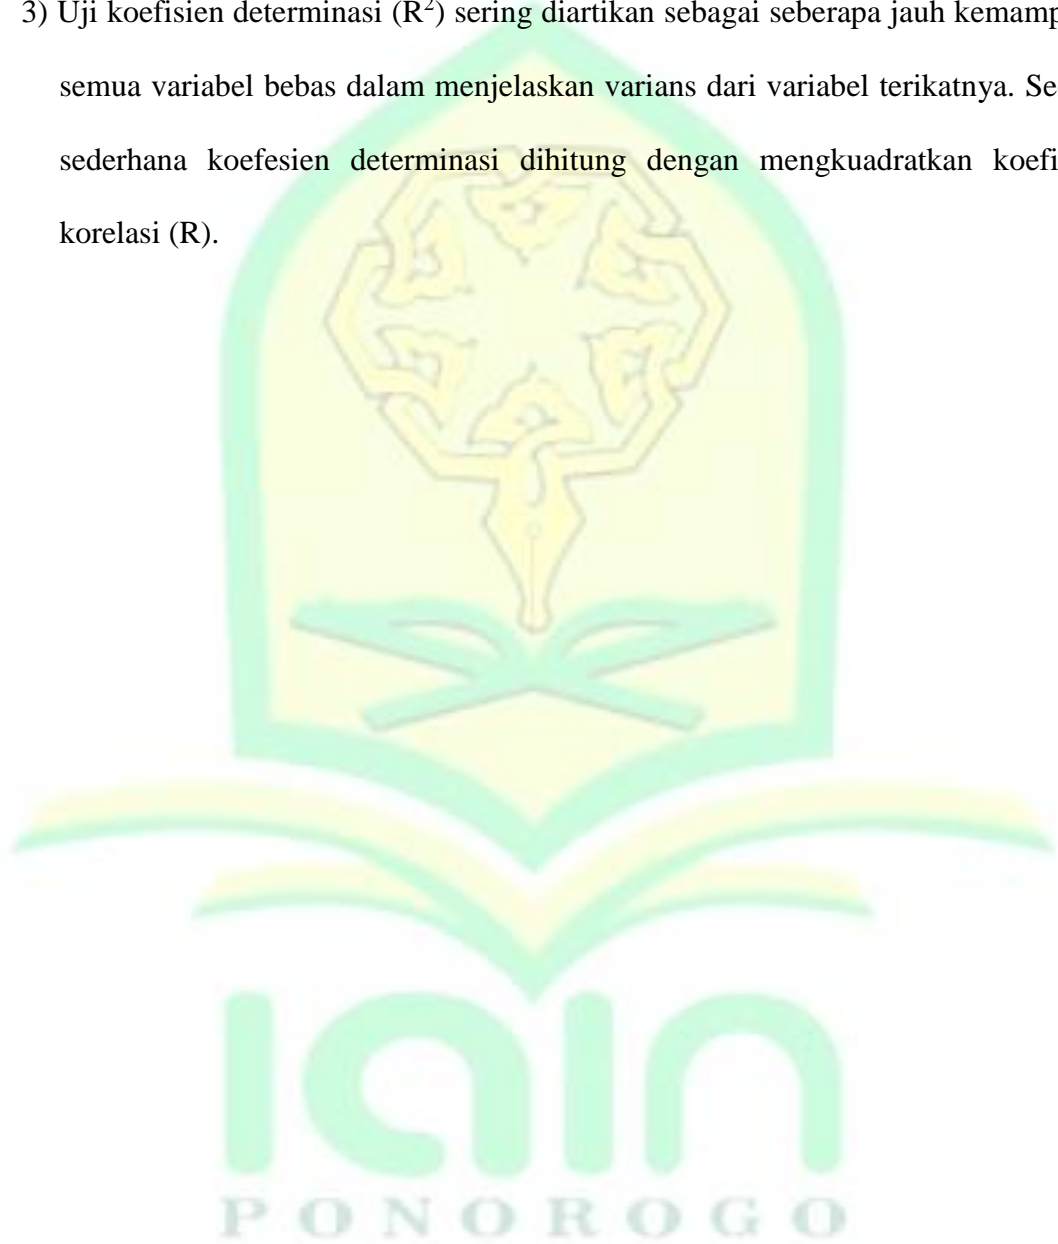 3) Uji koefisien determinasi (R²) sering diartikan sebagai seberapa jauh kemamp
semua variabel bebas dalam menjelaskan varians dari variabel terikatnya. Se
sederhana koefesien determinasi dihitung dengan mengkuadratkan koefi
korelasi (R).
iain
PONOROGO